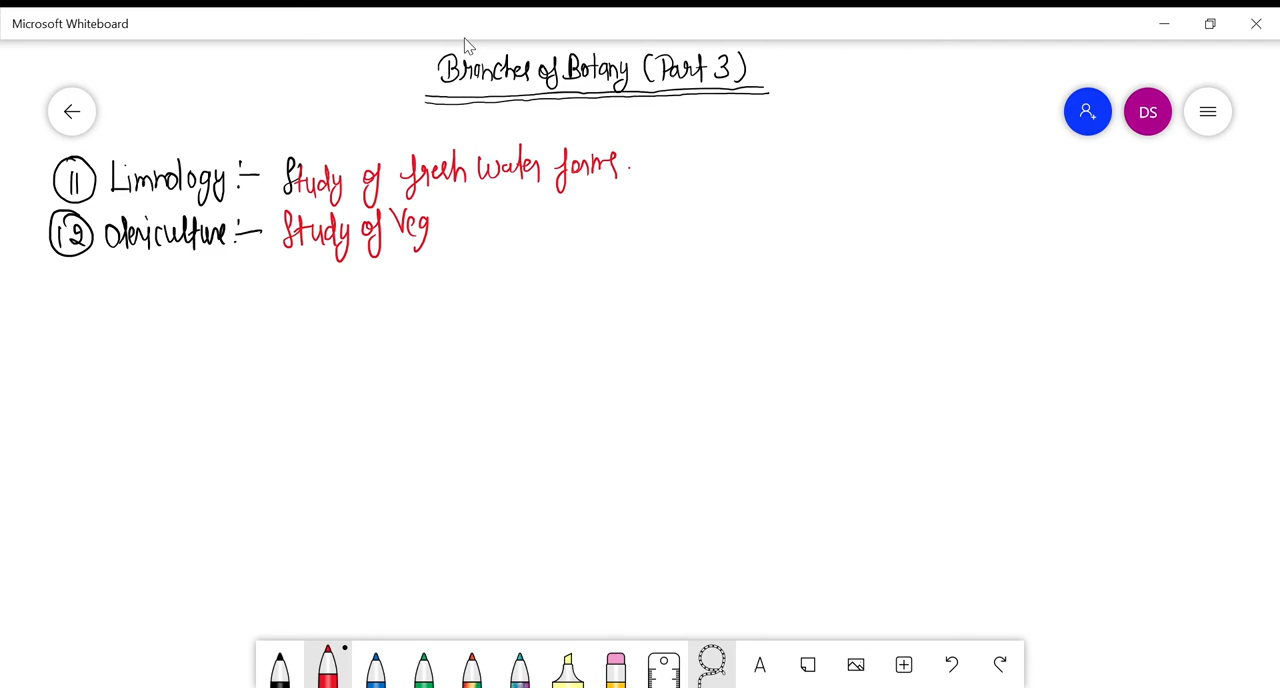 Microsoft Whiteboard
Branches of Botany (Part 3)
DS
11 Limnology :- Study of fresh water forms.
12 Olericulture :- Study of Veg
A